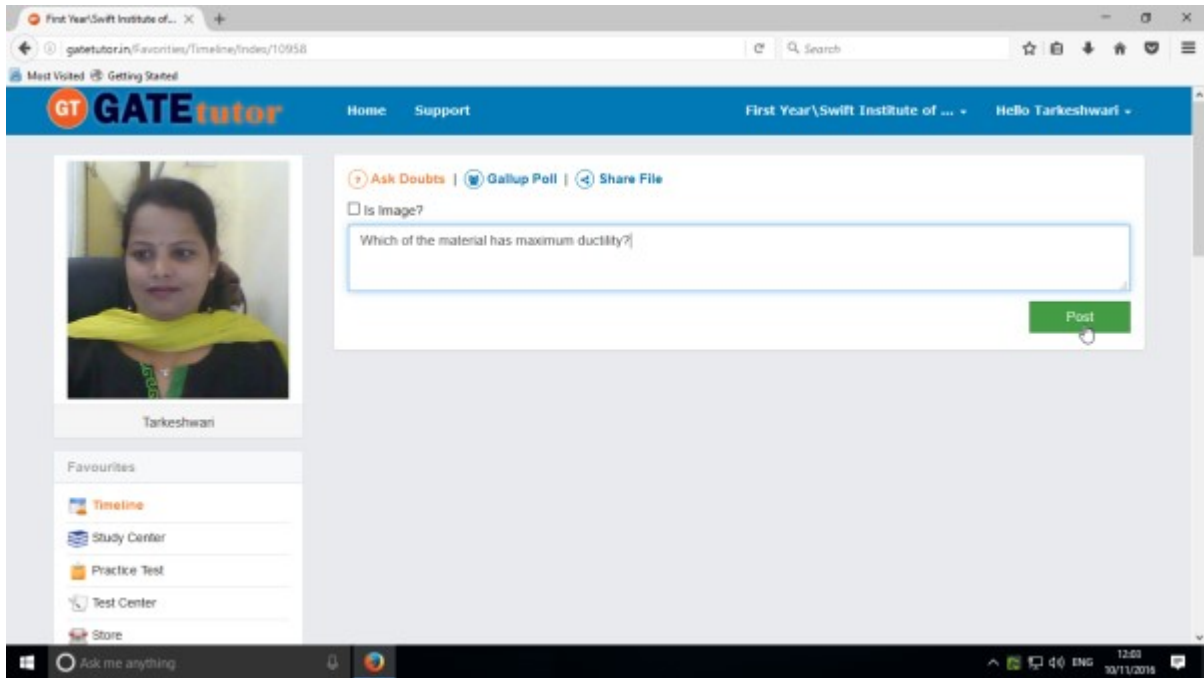 First Year\Swift Institute of...
gatetutor.in/Favorities/Timeline/Index/10958
Search
Most Visited Getting Started
GT GATEtutor Home Support First Year\Swift Institute of ... Hello Tarkeshwari
Ask Doubts | Gallup Poll | Share File
Is Image?
Which of the material has maximum ductility?
Post
Tarkeshwari
Favourites
Timeline
Study Center
Practice Test
Test Center
Store
Ask me anything
ENG
12:03
10/11/2016